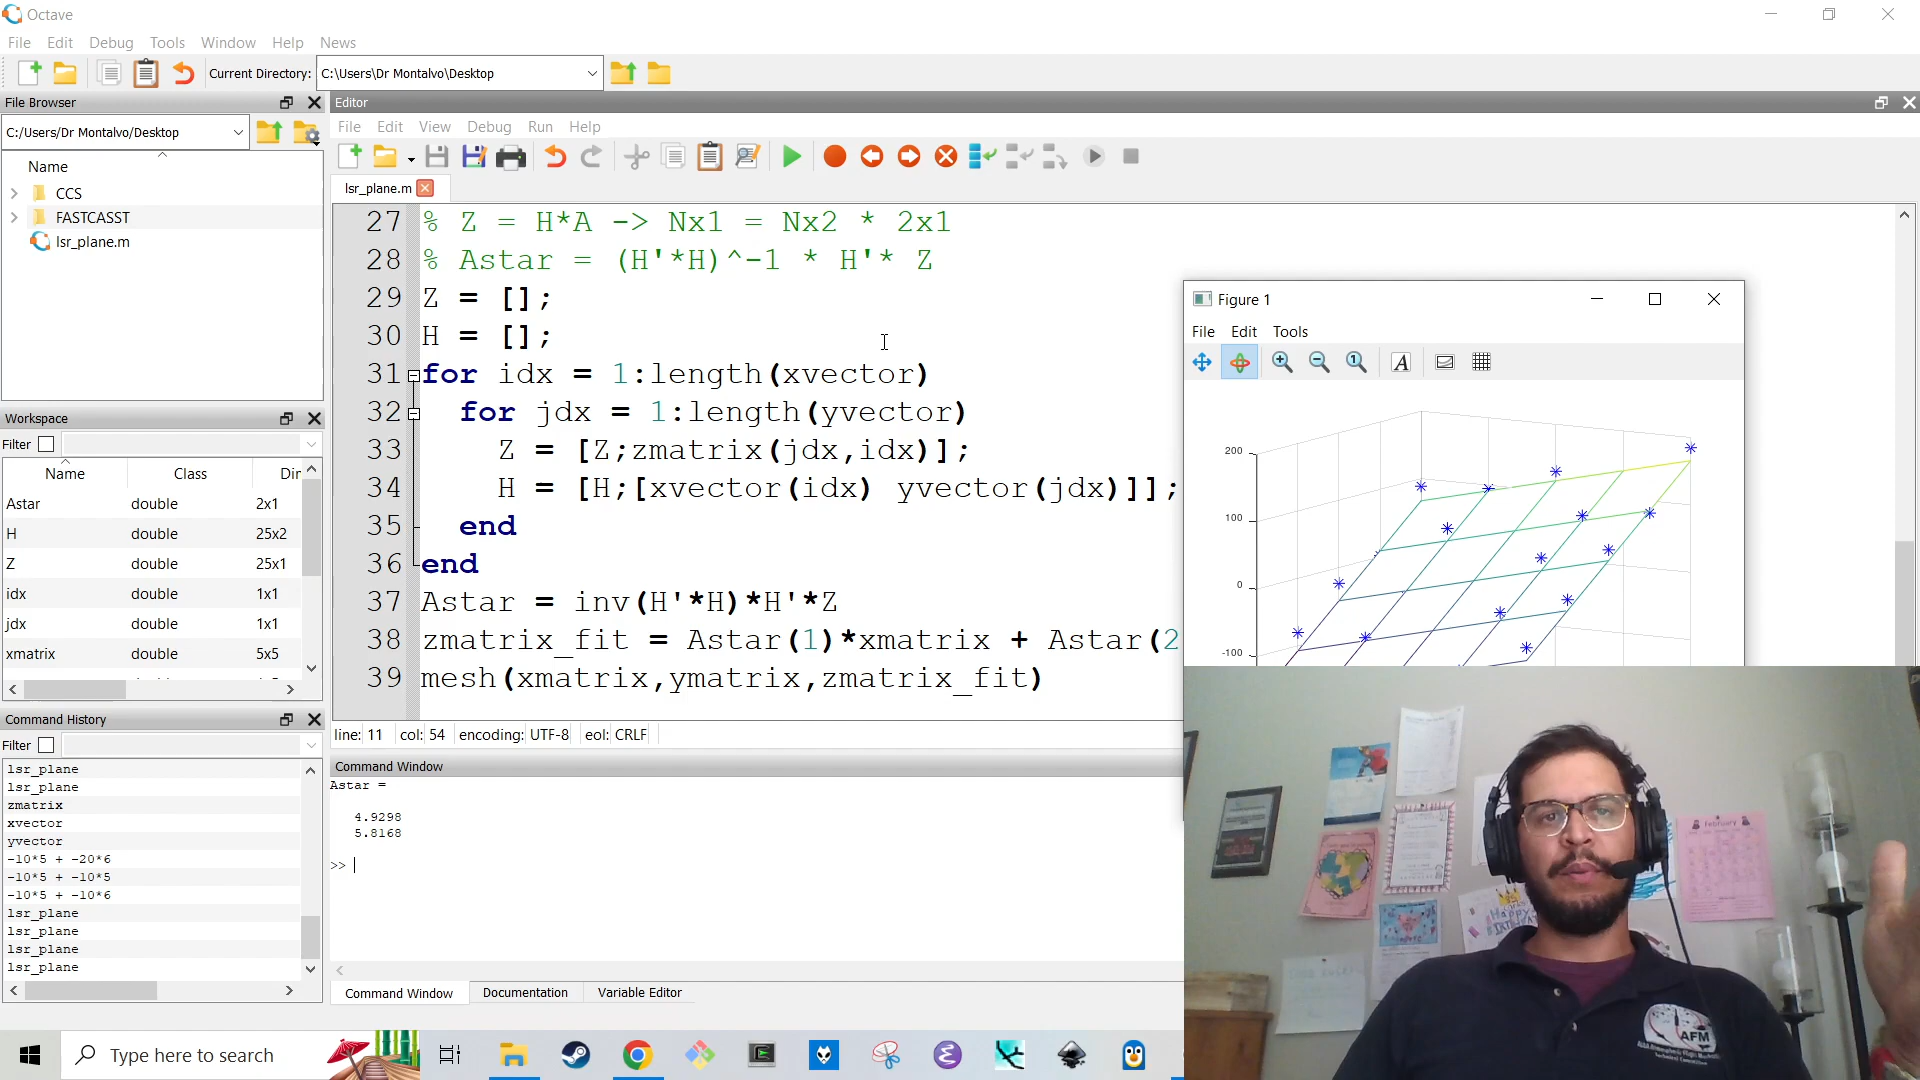 Octave
File Edit Debug Tools Window Help News
Current Directory: C:\Users\Dr Montalvo\Desktop
File Browser
C:/Users/Dr Montalvo/Desktop
Name
CCS
FASTCASST
lsr_plane.m
Workspace
Filter
Name Class Dir
Astar double 2x1
H double 25x2
Z double 25x1
idx double 1x1
jdx double 1x1
xmatrix double 5x5
Command History
Filter
lsr_plane
lsr_plane
zmatrix
xvector
yvector
-10*5 + -20*6
-10*5 + -10*5
-10*5 + -10*6
lsr_plane
lsr_plane
lsr_plane
lsr_plane
Editor
File Edit View Debug Run Help
lsr_plane.m
27 % Z = H*A -> Nx1 = Nx2 * 2x1
28 % Astar = (H'*H)^-1 * H'* Z
29 Z = [];
30 H = [];
31 for idx = 1:length(xvector)
32 for jdx = 1:length(yvector)
33 Z = [Z;zmatrix(jdx,idx)];
34 H = [H;[xvector(idx) yvector(jdx)]];
35 end
36 end
37 Astar = inv(H'*H)*H'*Z
38 zmatrix_fit = Astar(1)*xmatrix + Astar(2
39 mesh(xmatrix,ymatrix,zmatrix_fit)
line: 11 col: 54 encoding: UTF-8 eol: CRLF
Command Window
Astar =
4.9298
5.8168
>>
Command Window Documentation Variable Editor
Figure 1
File Edit Tools
200
100
0
-100
February
Happy
AFM
Type here to search